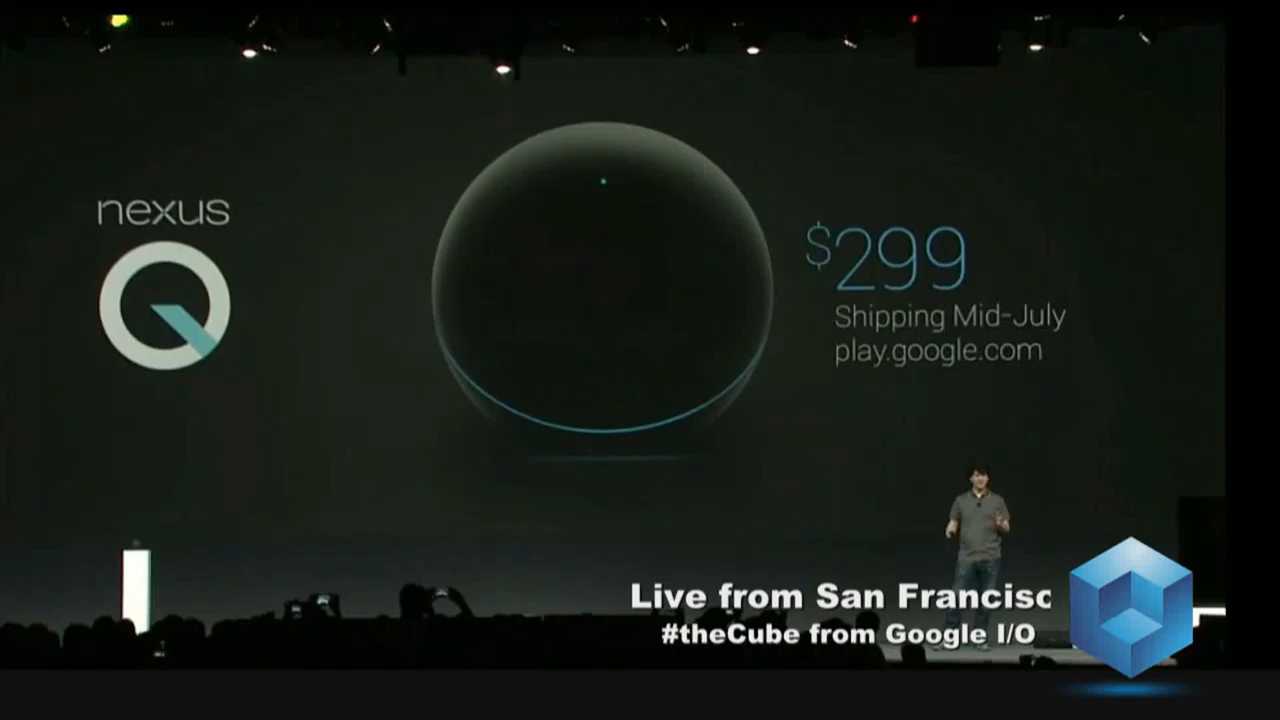 nexus
Q
$299
Shipping Mid-July
play.google.com
Live from San Francisc
#theCube from Google I/O